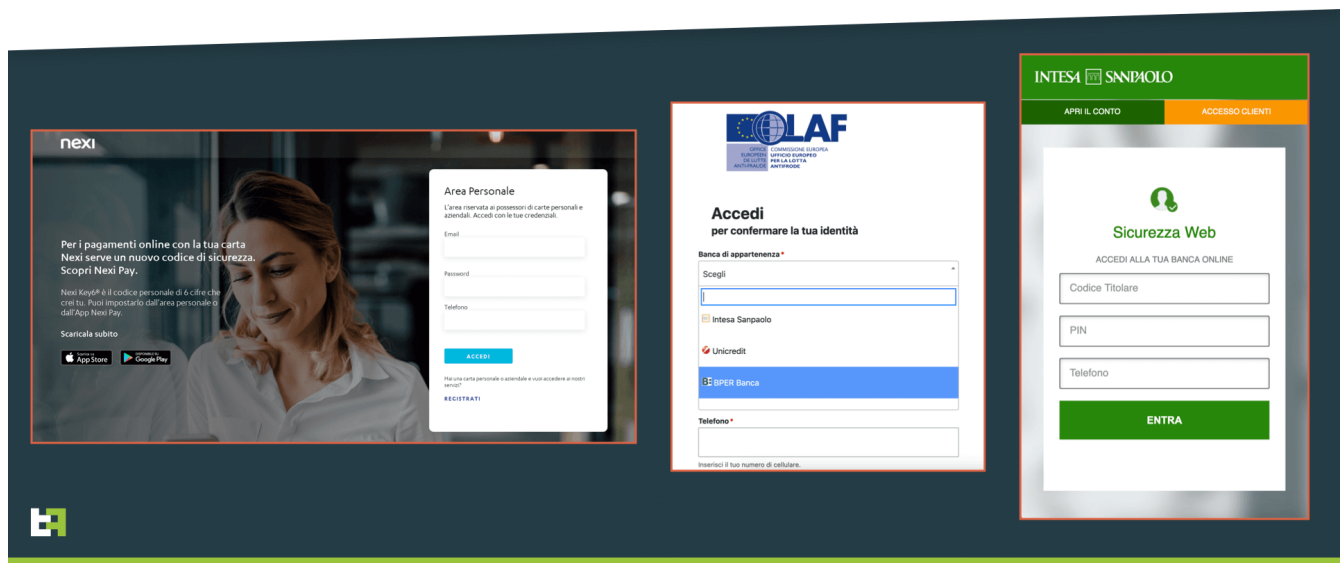 nexi
Per i pagamenti online con la tua carta
Nexi serve un nuovo codice di sicurezza.
Scopri Nexi Pay.
Nexi Key6® è il codice personale di 6 cifre che
crei tu. Puoi impostarlo dall'area personale o
dall'App Nexi Pay.
Scaricala subito
App Store
Google Play
Area Personale
L'area riservata ai possessori di carte personali e
aziendali. Accedi con le tue credenziali.
Email
Password
Telefono
ACCEDI
Hai una carta personale o aziendale e vuoi accedere ai nostri
servizi?
REGISTRATI
OLAF
OFFICE
EUROPÉEN
DE LUTTE
ANTI-FRAUDE
COMMISSIONE EUROPEA
UFFICIO EUROPEO
PER LA LOTTA
ANTIFRODE
Accedi
per confermare la tua identità
Banca di appartenenza *
Scegli
Intesa Sanpaolo
Unicredit
BPER Banca
Telefono *
Inserisci il tuo numero di cellulare.
INTESA SANPAOLO
APRI IL CONTO
ACCESSO CLIENTI
Sicurezza Web
ACCEDI ALLA TUA BANCA ONLINE
Codice Titolare
PIN
Telefono
ENTRA